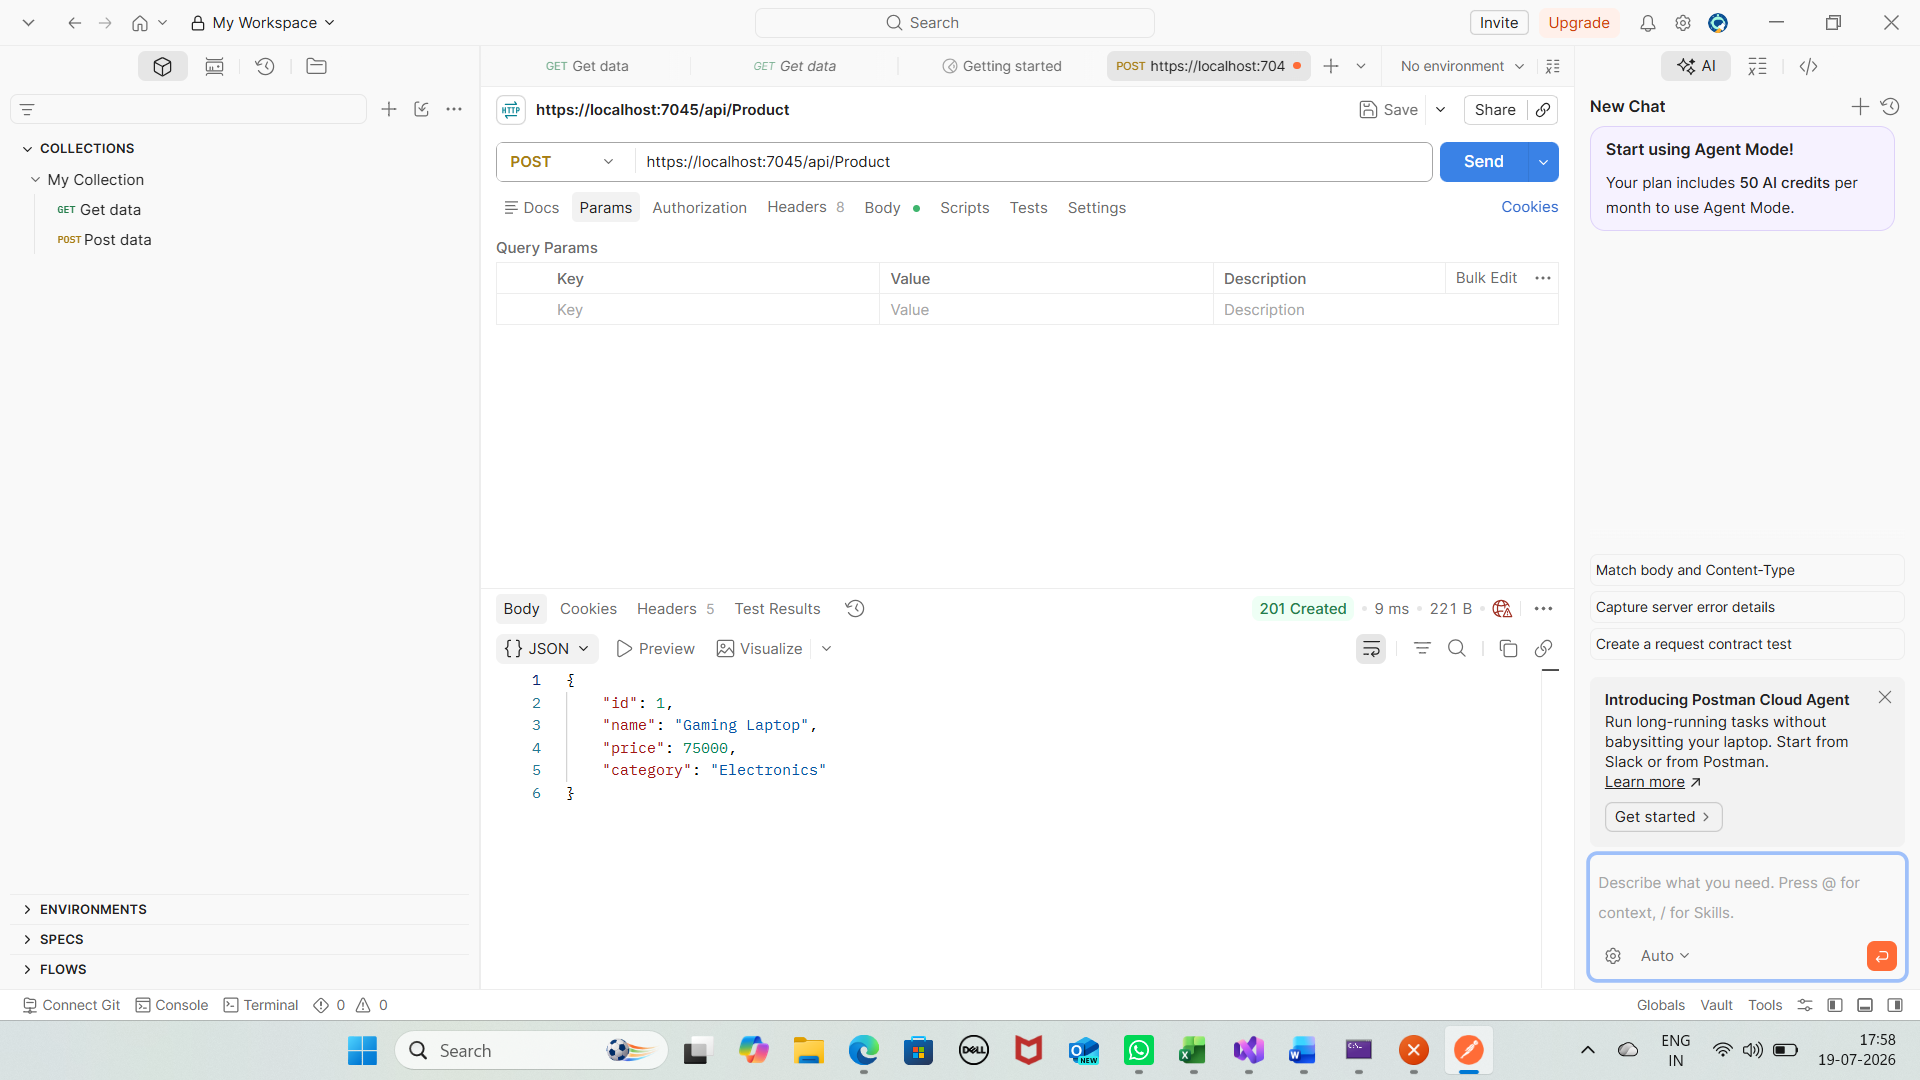 My Workspace
Search
Invite
Upgrade
GET Get data
GET Get data
Getting started
POST https://localhost:704
No environment
AI
HTTP
https://localhost:7045/api/Product
Save
Share
New Chat
COLLECTIONS
My Collection
GET Get data
POST Post data
POST
https://localhost:7045/api/Product
Send
Start using Agent Mode!
Your plan includes 50 AI credits per
month to use Agent Mode.
Docs
Params
Authorization
Headers 8
Body
Scripts
Tests
Settings
Cookies
Query Params
Key
Value
Description
Bulk Edit
Key
Value
Description
Match body and Content-Type
Capture server error details
Create a request contract test
Body
Cookies
Headers 5
Test Results
201 Created
9 ms
221 B
{} JSON
Preview
Visualize
1 {
2 "id": 1,
3 "name": "Gaming Laptop",
4 "price": 75000,
5 "category": "Electronics"
6 }
Introducing Postman Cloud Agent
Run long-running tasks without
babysitting your laptop. Start from
Slack or from Postman.
Learn more
Get started
Describe what you need. Press @ for
context, / for Skills.
Auto
ENVIRONMENTS
SPECS
FLOWS
Connect Git
Console
Terminal
0
0
Globals
Vault
Tools
Search
DELL
NEW
ENG
IN
17:58
19-07-2026